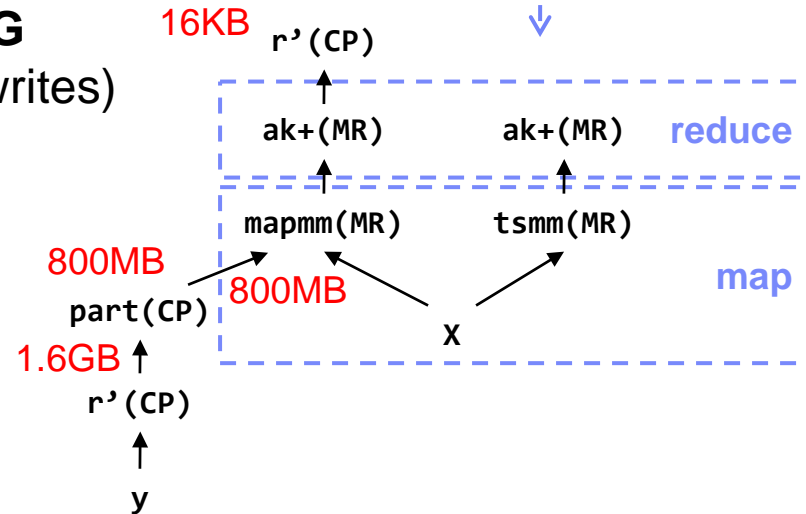 G
writes)
16KB
r’(CP)
ak+(MR) ak+(MR) reduce
mapmm(MR) tsmm(MR)
800MB
800MB
map
part(CP)
X
1.6GB
r’(CP)
y